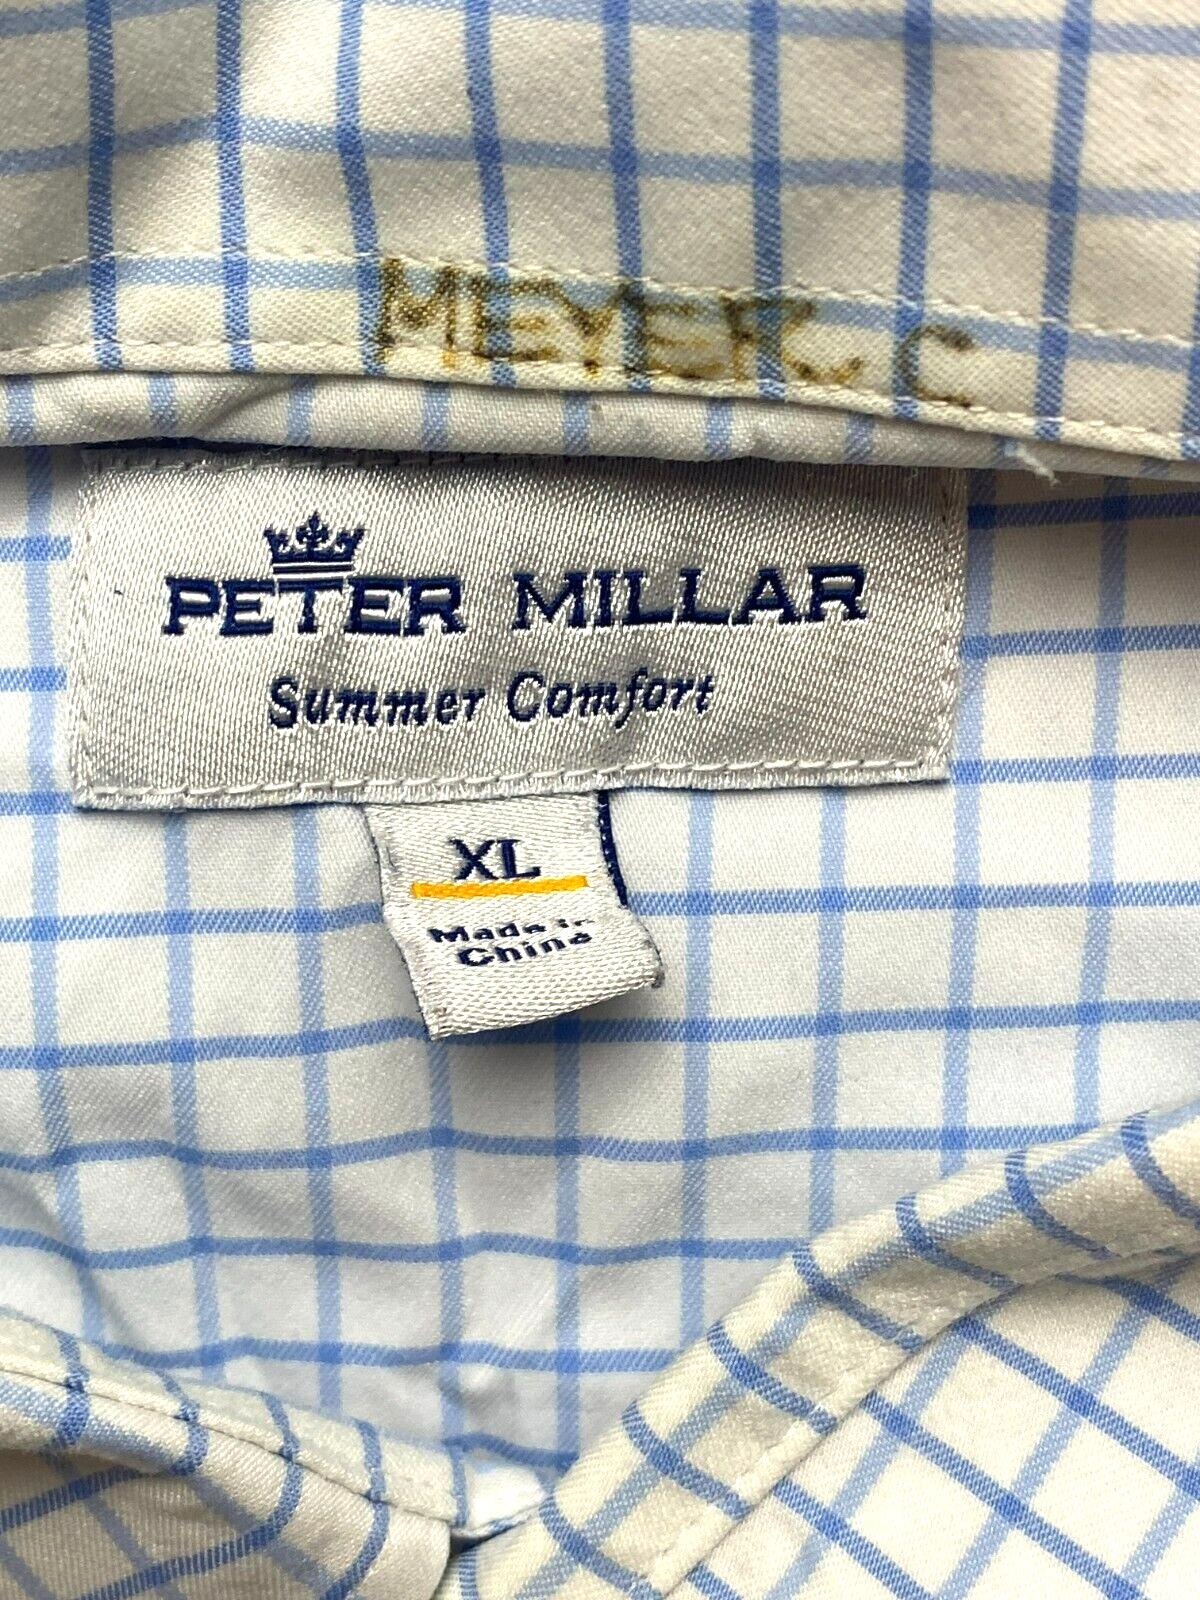 MEYER C
PETER MILLAR
Summer Comfort
XL
Made in
China